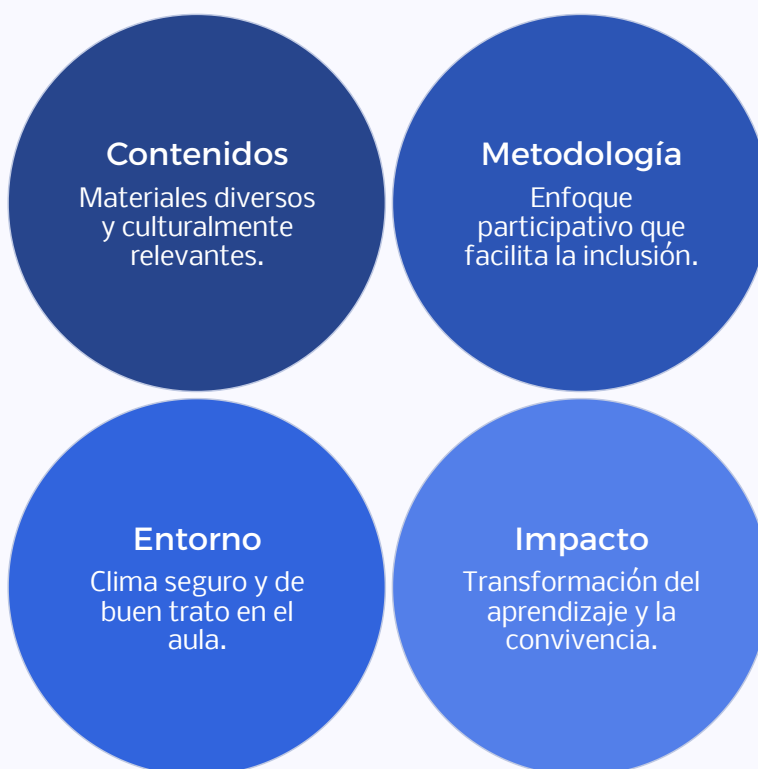 Contenidos
Materiales diversos
y culturalmente
relevantes.
Metodología
Enfoque
participativo que
facilita la inclusión.
Entorno
Clima seguro y de
buen trato en el
aula.
Impacto
Transformación del
aprendizaje y la
convivencia.